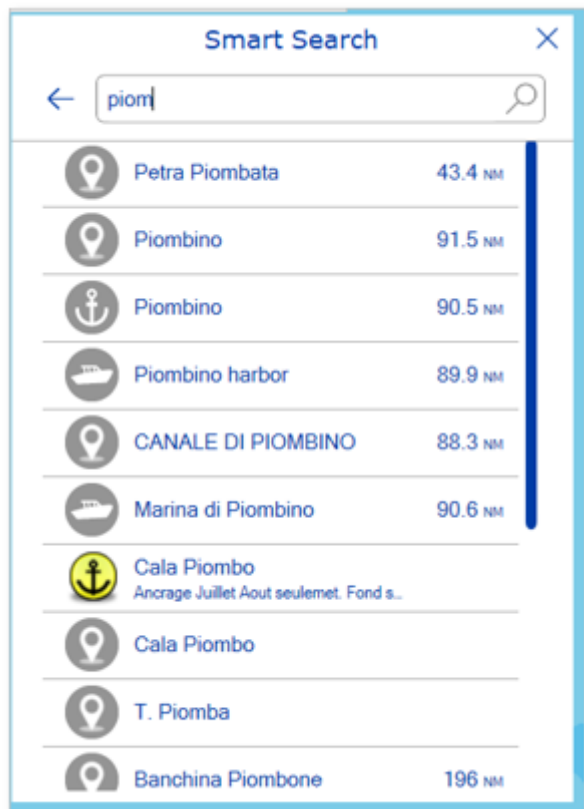 Smart Search
piom
Petra Piombata 43.4 NM
Piombino 91.5 NM
Piombino 90.5 NM
Piombino harbor 89.9 NM
CANALE DI PIOMBINO 88.3 NM
Marina di Piombino 90.6 NM
Cala Piombo
Ancrage Juillet Aout seulemet. Fond s...
Cala Piombo
T. Piomba
Banchina Piombone 196 NM